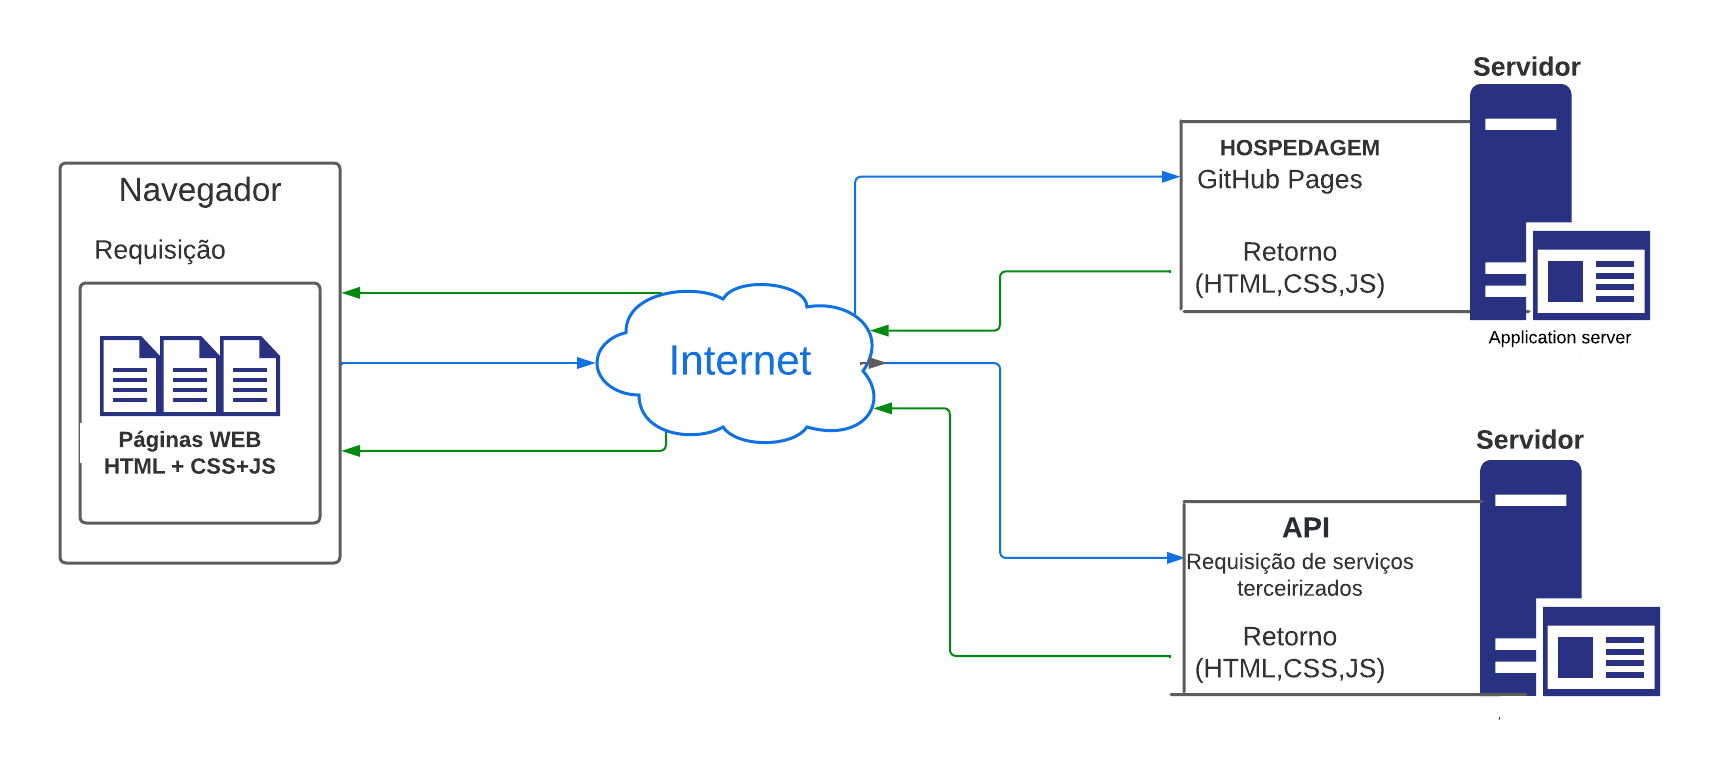 Navegador
Requisição
Páginas WEB
HTML + CSS+JS
Internet
Servidor
HOSPEDAGEM
GitHub Pages
Retorno
(HTML,CSS,JS)
Application server
Servidor
API
Requisição de serviços
terceirizados
Retorno
(HTML,CSS,JS)